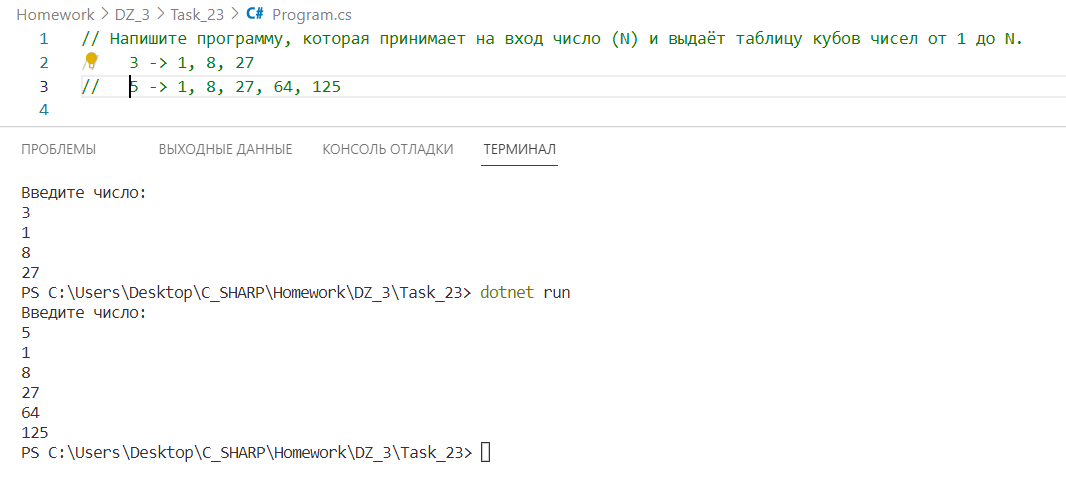 Homework > DZ_3 > Task_23 > C# Program.cs
1 // Напишите программу, которая принимает на вход число (N) и выдаёт таблицу кубов чисел от 1 до N.
2 // 3 -> 1, 8, 27
3 // 5 -> 1, 8, 27, 64, 125
4
ПРОБЛЕМЫ ВЫХОДНЫЕ ДАННЫЕ КОНСОЛЬ ОТЛАДКИ ТЕРМИНАЛ
Введите число:
3
1
8
27
PS C:\Users\Desktop\C_SHARP\Homework\DZ_3\Task_23> dotnet run
Введите число:
5
1
8
27
64
125
PS C:\Users\Desktop\C_SHARP\Homework\DZ_3\Task_23>